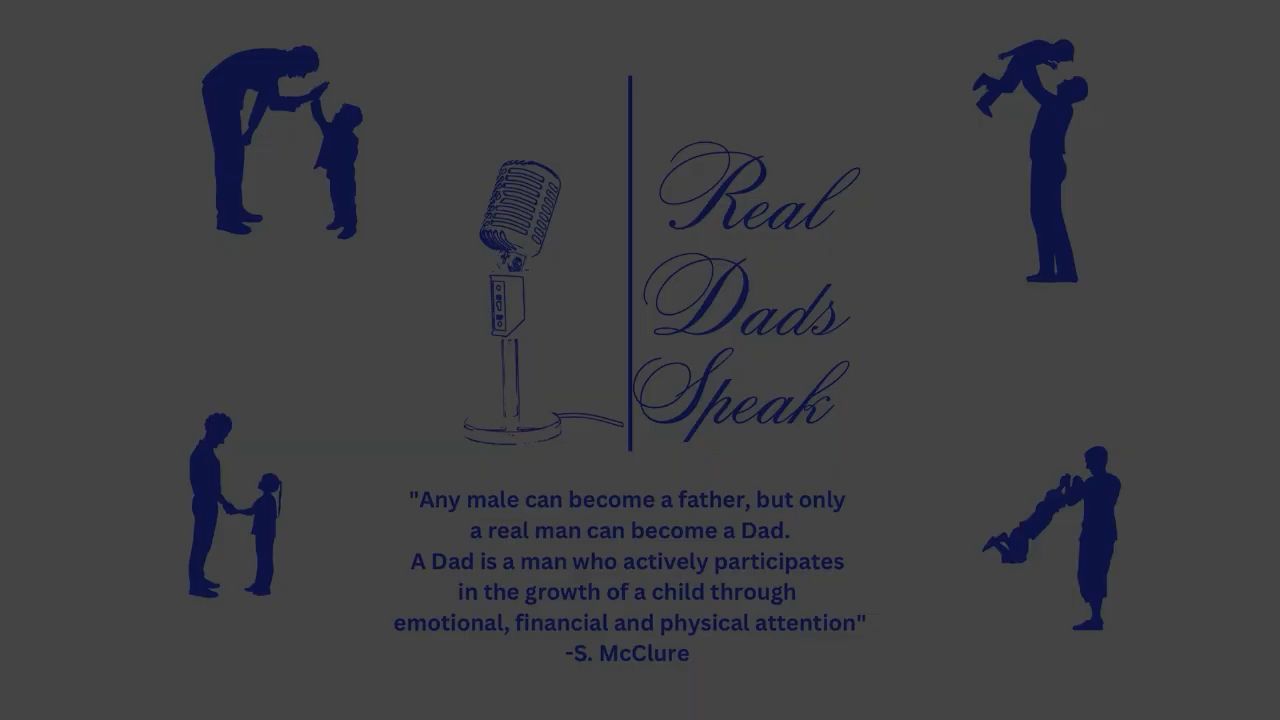 Real
Dads
Speak
"Any male can become a father, but only
a real man can become a Dad.
A Dad is a man who actively participates
in the growth of a child through
emotional, financial and physical attention"
-S. McClure